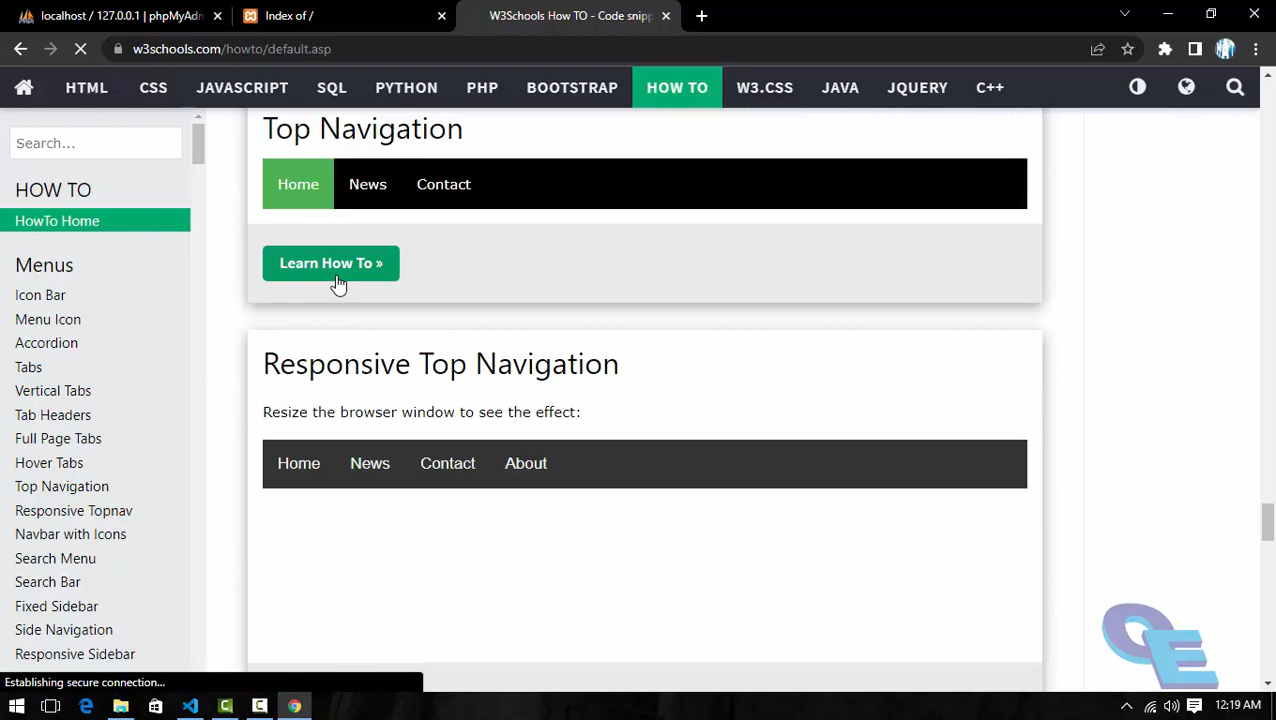 localhost / 127.0.0.1 | phpMyAdm
Index of /
W3Schools How TO - Code snipp
w3schools.com/howto/default.asp
HTML CSS JAVASCRIPT SQL PYTHON PHP BOOTSTRAP HOW TO W3.CSS JAVA JQUERY C++
Search...
HOW TO
HowTo Home
Menus
Icon Bar
Menu Icon
Accordion
Tabs
Vertical Tabs
Tab Headers
Full Page Tabs
Hover Tabs
Top Navigation
Responsive Topnav
Navbar with Icons
Search Menu
Search Bar
Fixed Sidebar
Side Navigation
Responsive Sidebar
Top Navigation
Home News Contact
Learn How To »
Responsive Top Navigation
Resize the browser window to see the effect:
Home News Contact About
OE
Establishing secure connection...
12:19 AM